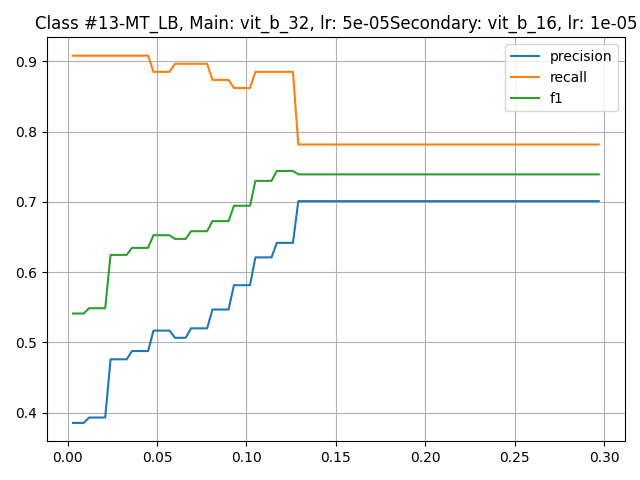 Class #13-MT_LB, Main: vit_b_32, lr: 5e-05Secondary: vit_b_16, lr: 1e-05
precision
recall
f1
0.9
0.8
0.7
0.6
0.5
0.4
0.00 0.05 0.10 0.15 0.20 0.25 0.30